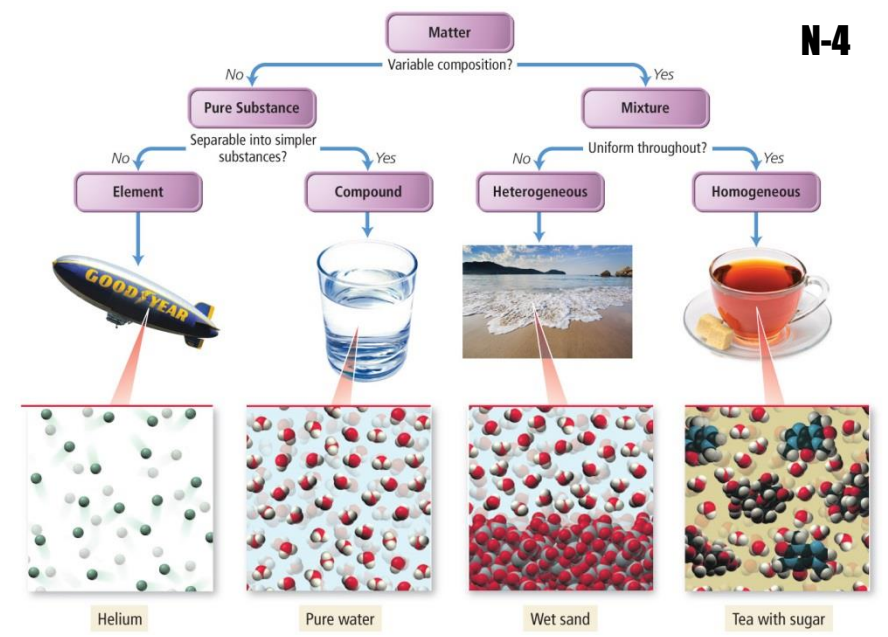 Matter
N-4
Variable composition?
No
Yes
Pure Substance
Mixture
Separable into simpler
substances?
No
Yes
Uniform throughout?
No
Yes
Element
Compound
Heterogeneous
Homogeneous
GOODYEAR
Helium
Pure water
Wet sand
Tea with sugar